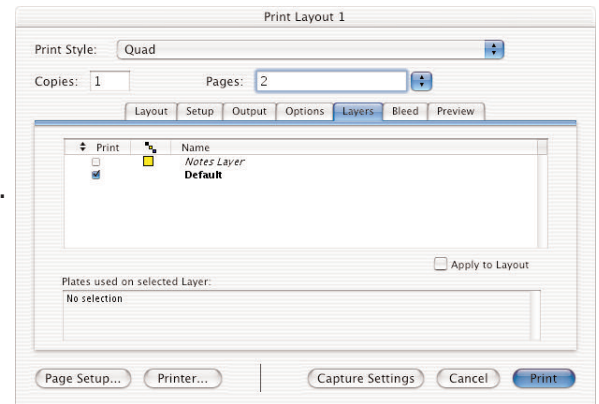 Print Layout 1
Print Style: Quad
Copies: 1 Pages: 2
Layout Setup Output Options Layers Bleed Preview
Print Name
Notes Layer
Default
.
Apply to Layout
Plates used on selected Layer:
No selection
Page Setup... Printer... Capture Settings Cancel Print